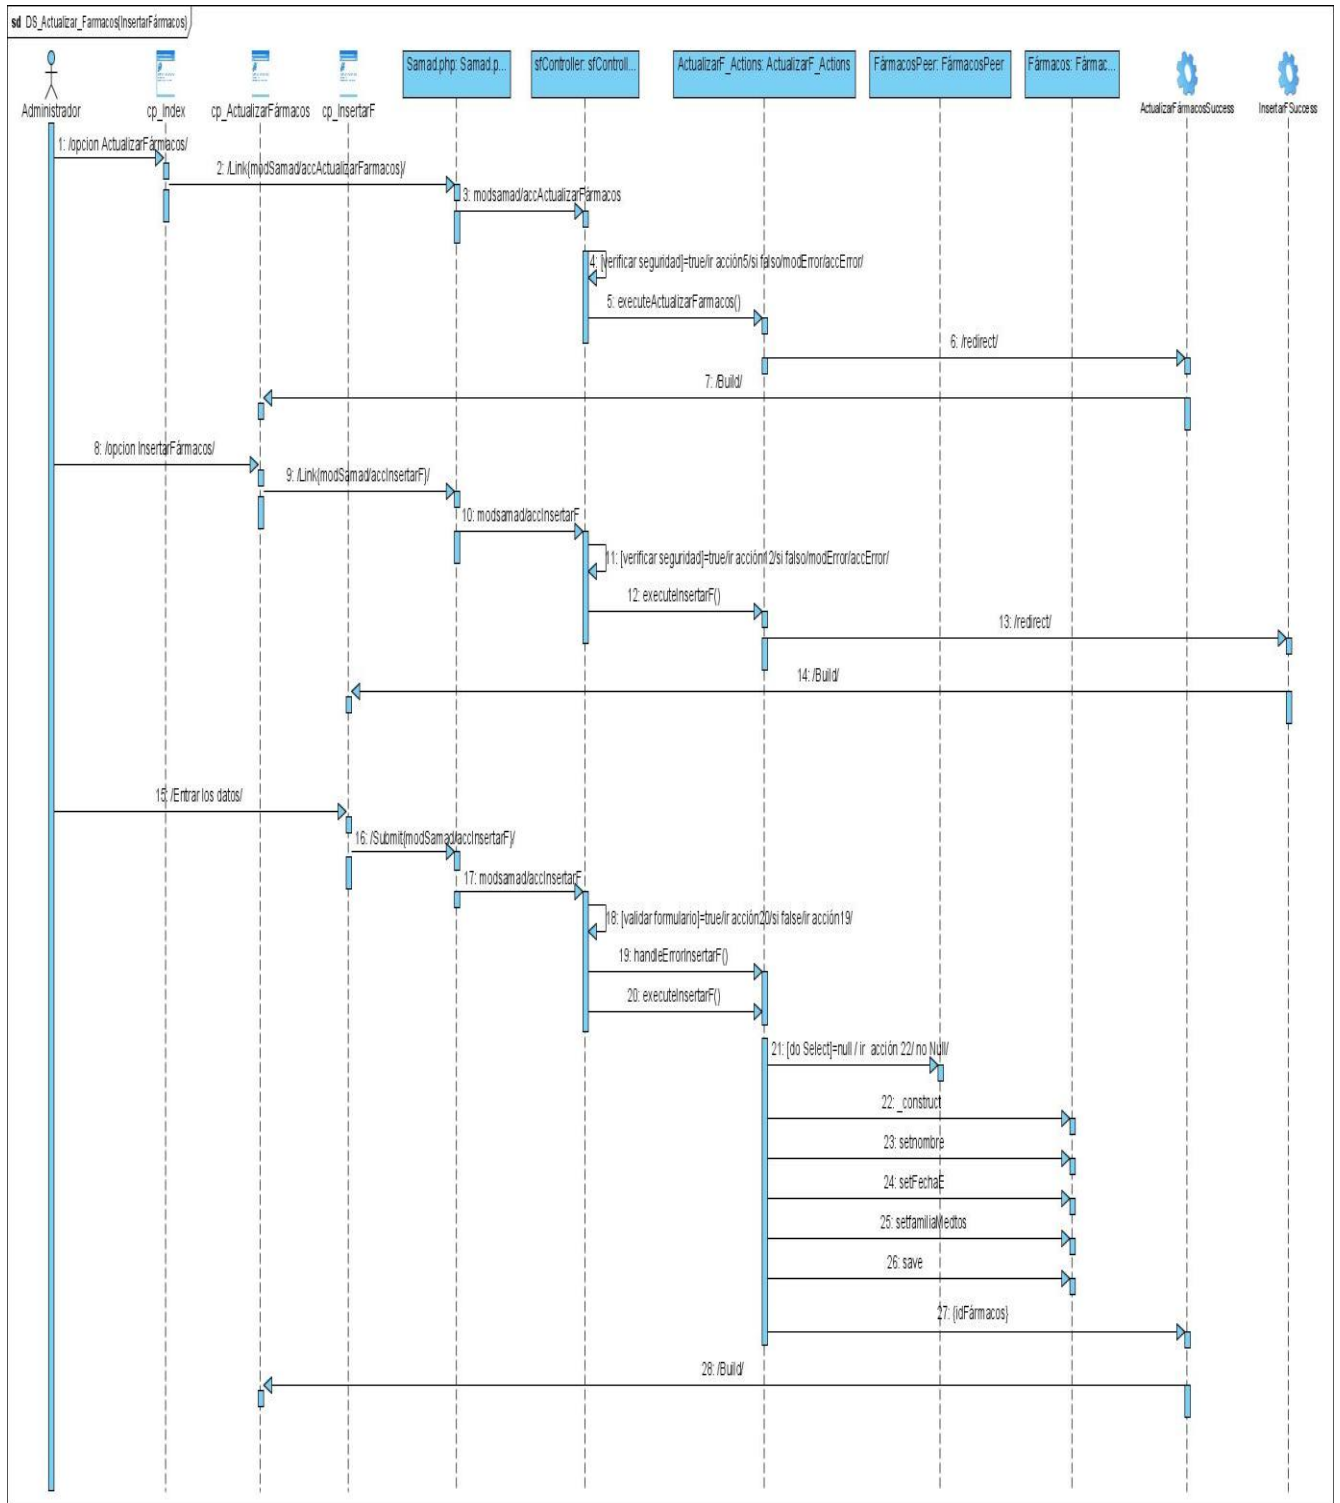 sd DS_Actualizar_Farmacos(InsertarFármacos)
Administrador
cp_Index
cp_ActualizarFármacos
cp_InsertarF
Samad.php: Samad.p...
sfController: sfControll...
ActualizarF_Actions: ActualizarF_Actions
FármacosPeer: FármacosPeer
Fármacos: Fármac...
ActualizarFármacosSuccess
InsertarFSuccess
1: /opcion ActualizarFármacos/
2: /Link(modSamad/accActualizarFarmacos)/
3: modsamad/accActualizarFármacos
4: [verificar seguridad]=true/ir acción5/si falso/modError/accError/
5: executeActualizarFarmacos()
6: /redirect/
7: /Build/
8: /opcion InsertarFármacos/
9: /Link(modSamad/accInsertarF)/
10: modsamad/accInsertarF
11: [verificar seguridad]=true/ir acción12/si falso/modError/accError/
12: executeInsertarF()
13: /redirect/
14: /Build/
15: /Entrar los datos/
16: /Submit(modSamad/accInsertarF)/
17: modsamad/accInsertarF
18: [validar formulario]=true/ir acción20/si false/ir acción19/
19: handleErrorInsertarF()
20: executeInsertarF()
21: [do Select]=null / ir acción 22/ no Null/
22: _construct
23: setnombre
24: setFechaE
25: setfamiliaMedtos
26: save
27: {idFármacos}
28: /Build/